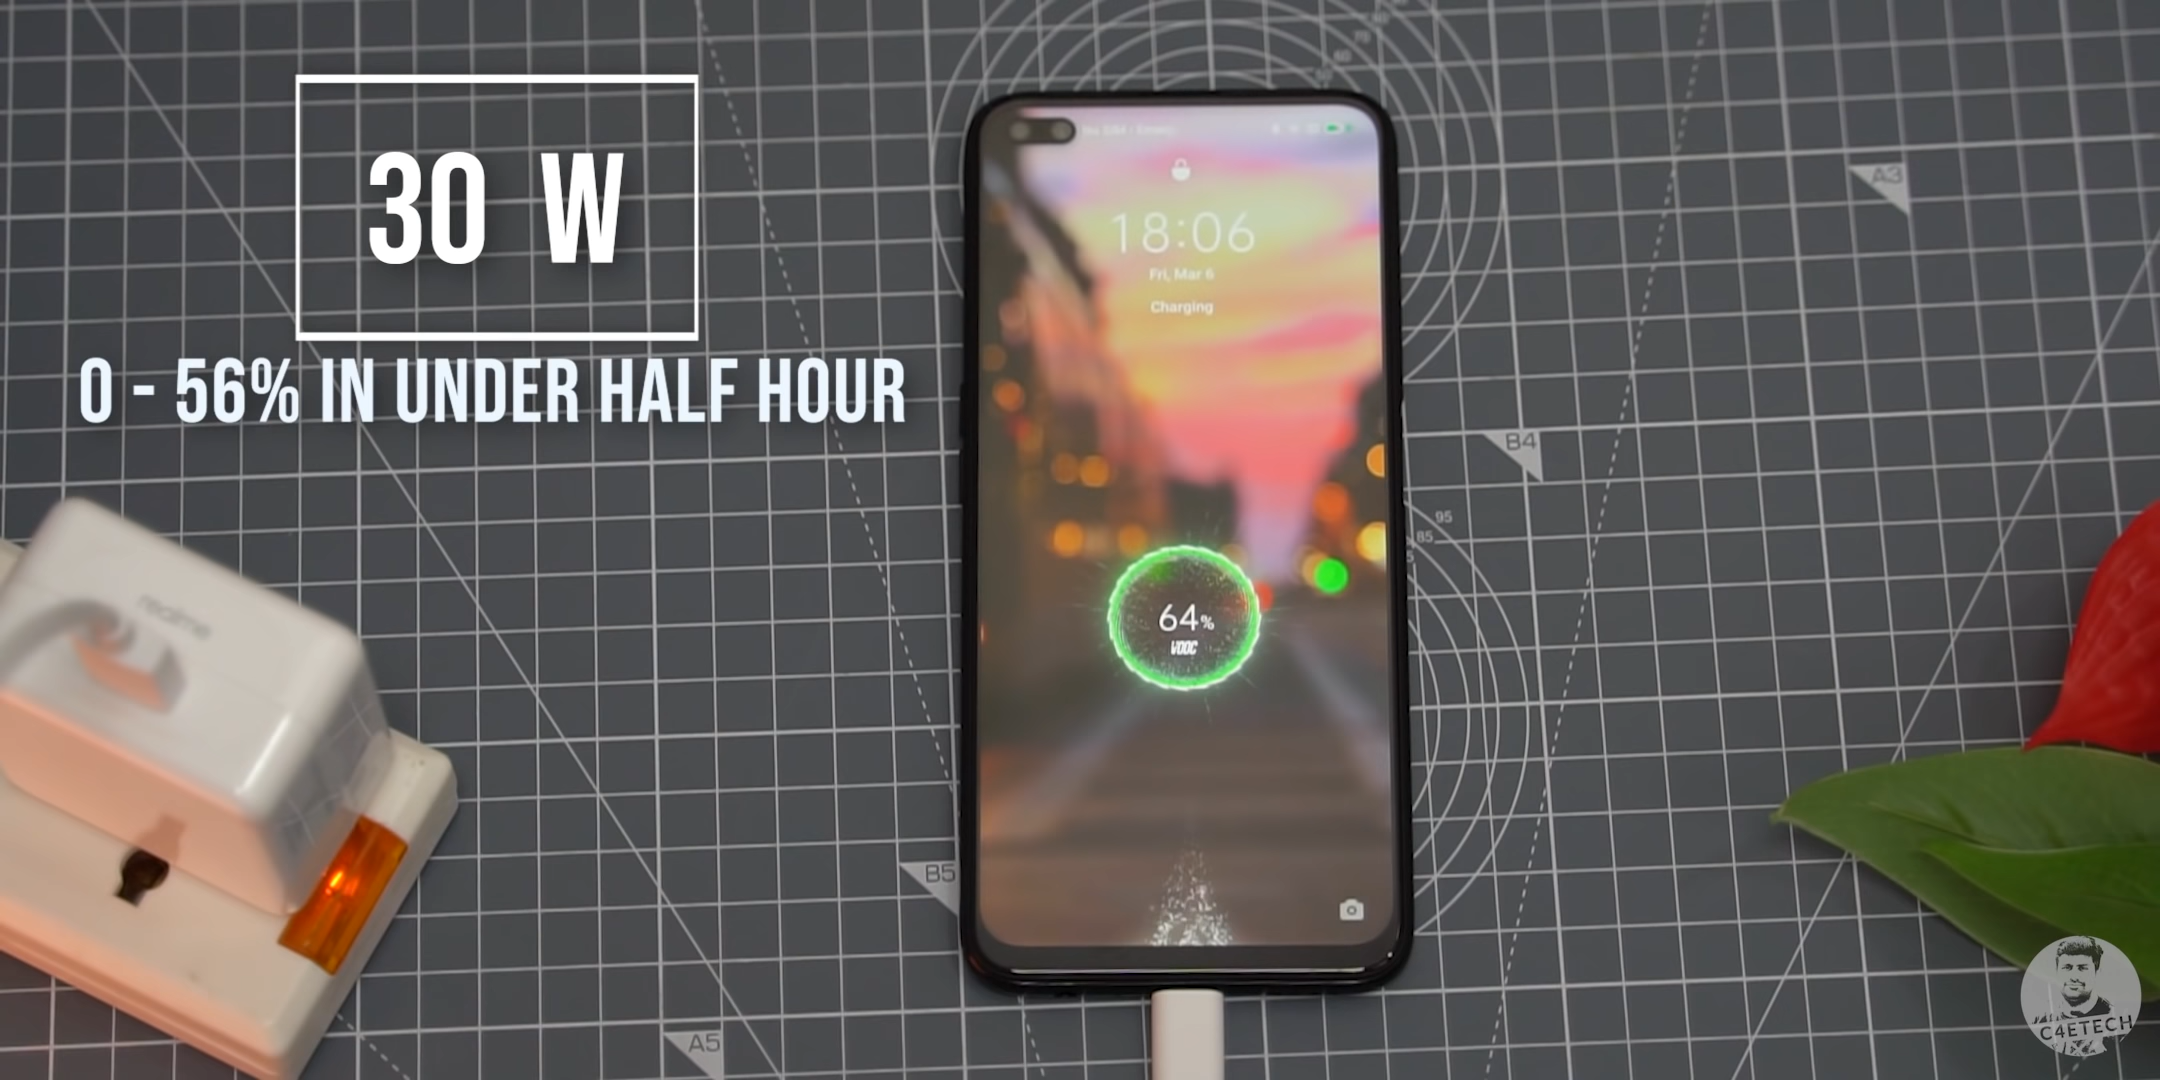 30 W
0 - 56% IN UNDER HALF HOUR
18:06
Fri, Mar 6
Charging
64%
VOOC
realme
A3
B4
95
85
B5
A5
C4ETECH